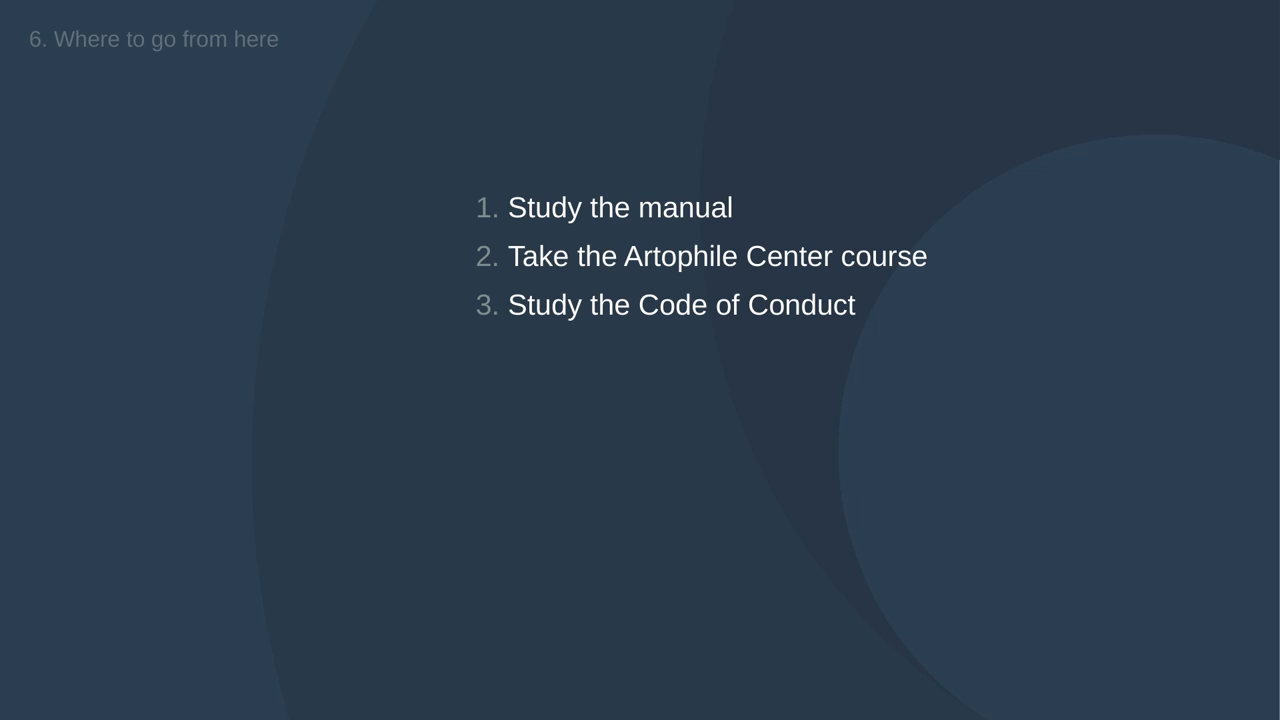 6. Where to go from here
1. Study the manual
2. Take the Artophile Center course
3. Study the Code of Conduct